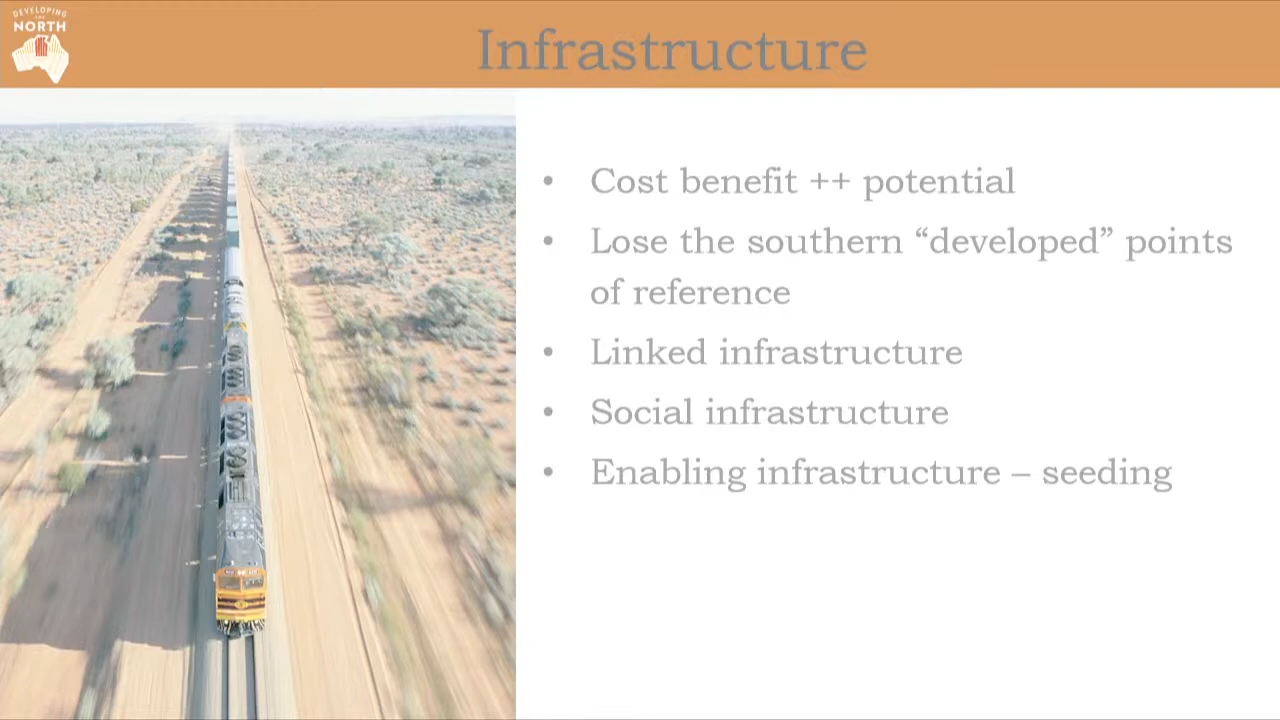 DEVELOPING
THE
NORTH
Infrastructure
• Cost benefit ++ potential
• Lose the southern “developed” points
of reference
• Linked infrastructure
• Social infrastructure
• Enabling infrastructure – seeding